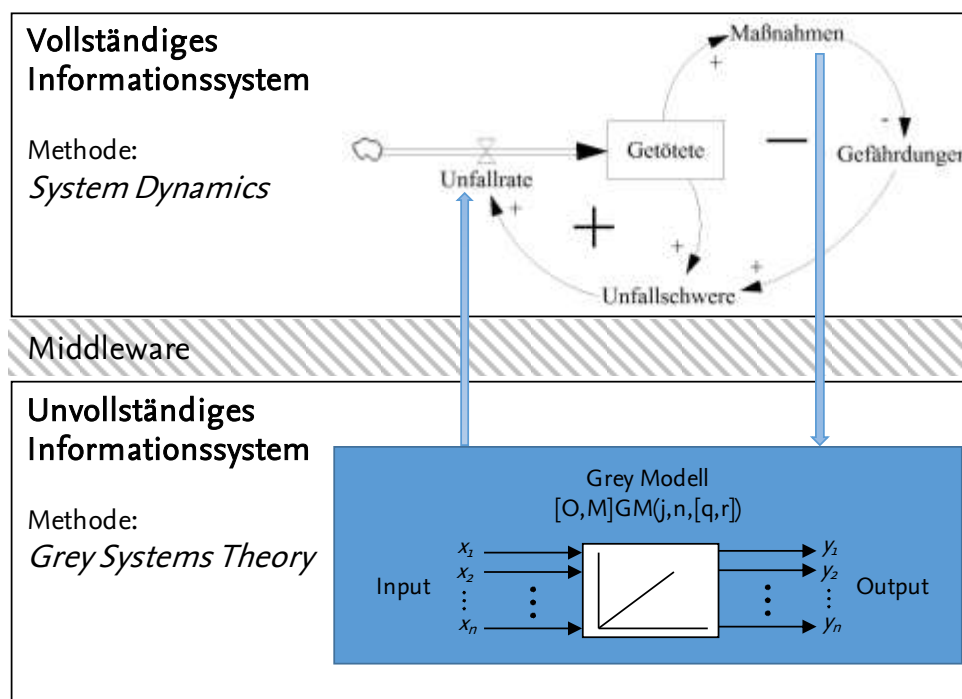 Vollständiges
Informationssystem
Methode:
System Dynamics
Maßnahmen
+
-
Getötete
Gefährdungen
Unfallrate
+
+
+
+
Unfallschwere
Middleware
Unvollständiges
Informationssystem
Methode:
Grey Systems Theory
Grey Modell
[O,M]GM(j,n,[q,r])
Input
x1
x2
xn
y1
y2
yn
Output